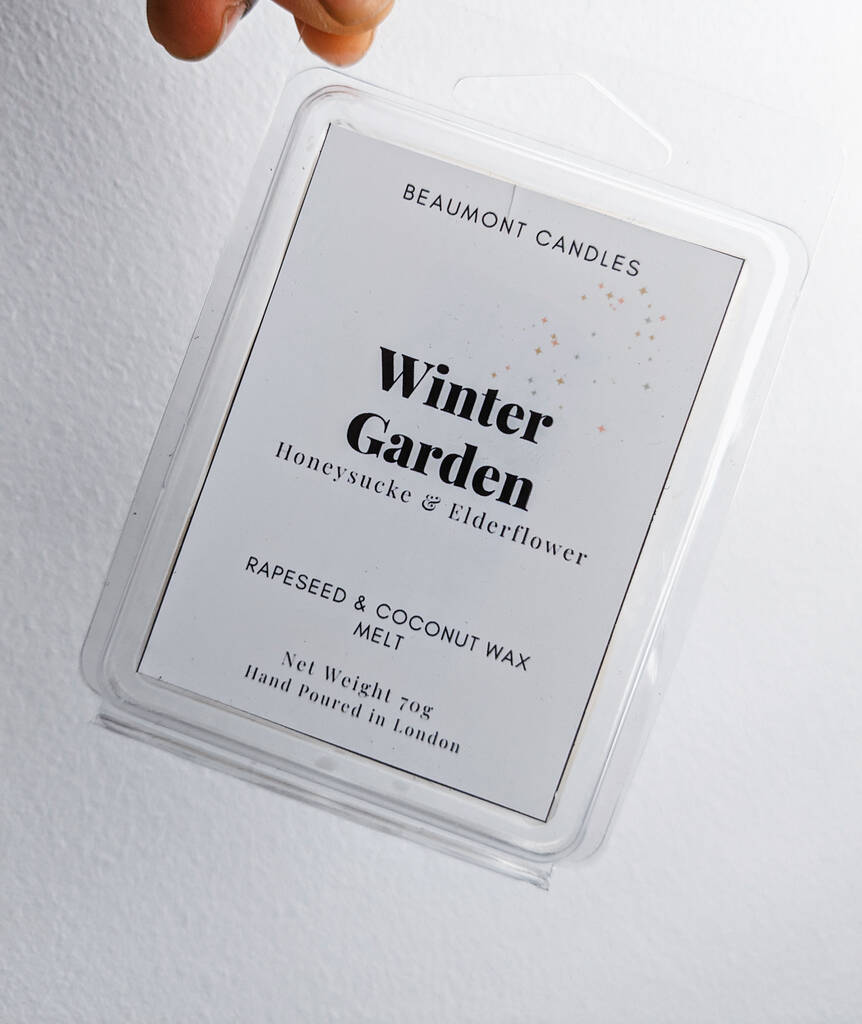 BEAUMONT CANDLES
Winter
Garden
Honeysucke & Elderflower
RAPESEED & COCONUT WAX
MELT
Net Weight 70g
Hand Poured in London